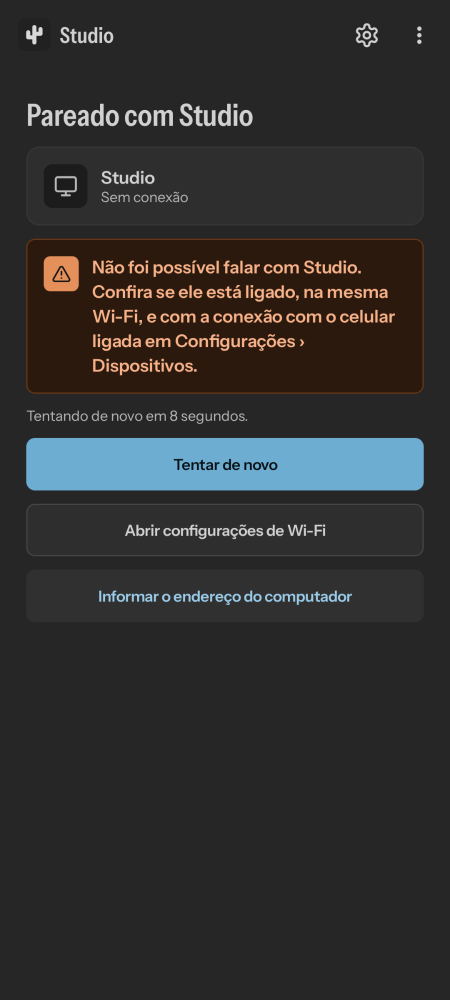 Studio
Pareado com Studio
Studio
Sem conexão
Não foi possível falar com Studio.
Confira se ele está ligado, na mesma
Wi-Fi, e com a conexão com o celular
ligada em Configurações ›
Dispositivos.
Tentando de novo em 8 segundos.
Tentar de novo
Abrir configurações de Wi-Fi
Informar o endereço do computador